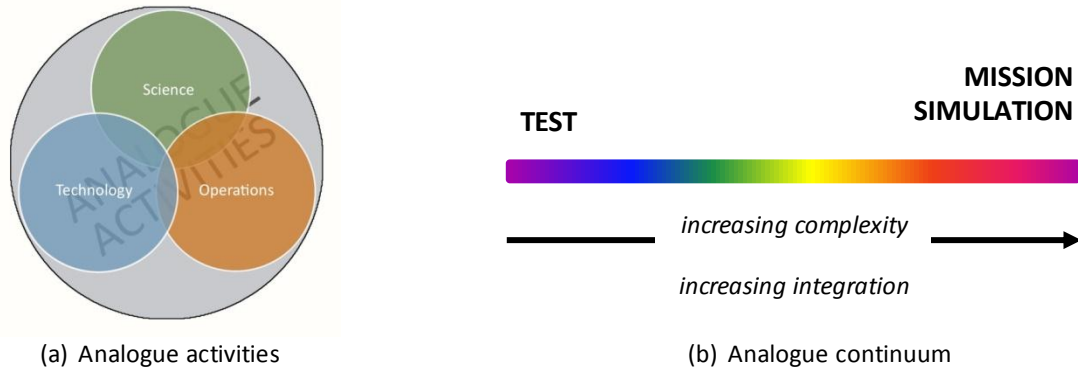 Science
ANALOGUE
ACTIVITIES
Technology
Operations
(a) Analogue activities
TEST
MISSION
SIMULATION
increasing complexity
increasing integration
(b) Analogue continuum